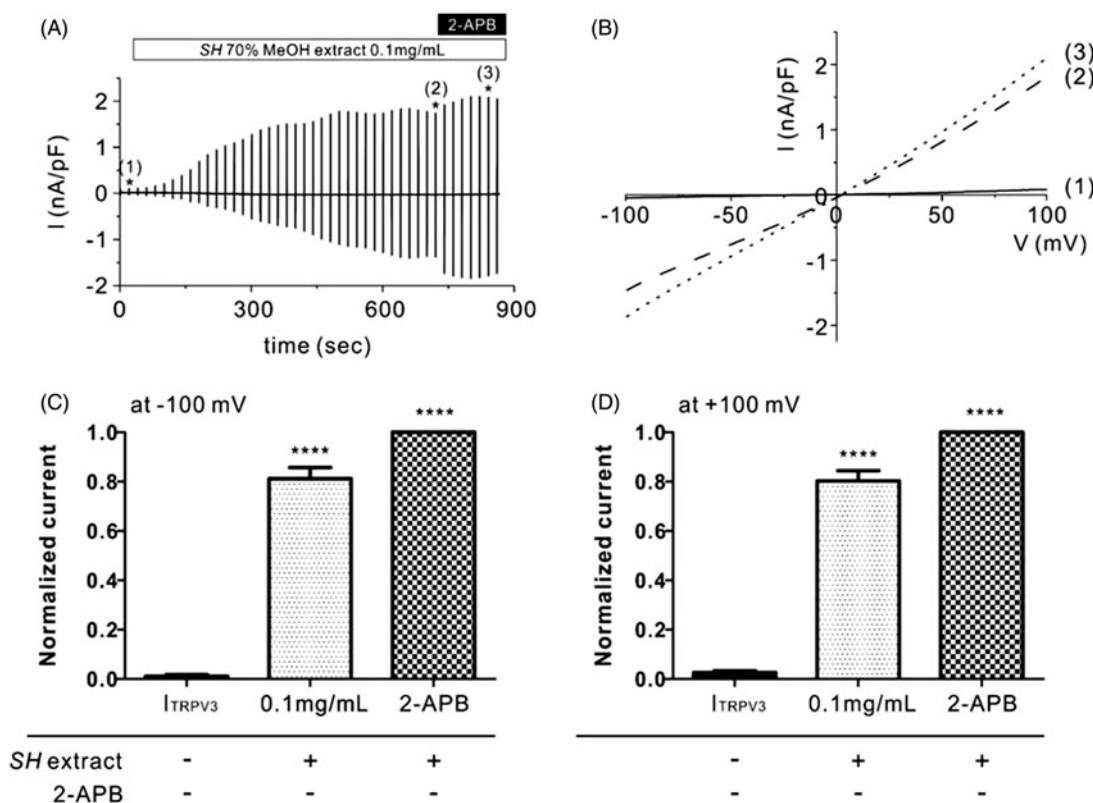 (A)
2-APB
SH 70% MeOH extract 0.1mg/mL
I (nA/pF)
2
1
0
-1
-2
(1)
*
(2)
*
(3)
*
0 300 600 900
time (sec)
(B)
I (nA/pF)
2
1
0
-1
-2
-100 -50 0 50 100
V (mV)
(3)
(2)
(1)
(C) at -100 mV
Normalized current
1.0
0.8
0.6
0.4
0.2
0.0
****
****
ITRPV3 0.1mg/mL 2-APB
SH extract - + +
2-APB - - -
(D) at +100 mV
Normalized current
1.0
0.8
0.6
0.4
0.2
0.0
****
****
ITRPV3 0.1mg/mL 2-APB
- + +
- - -